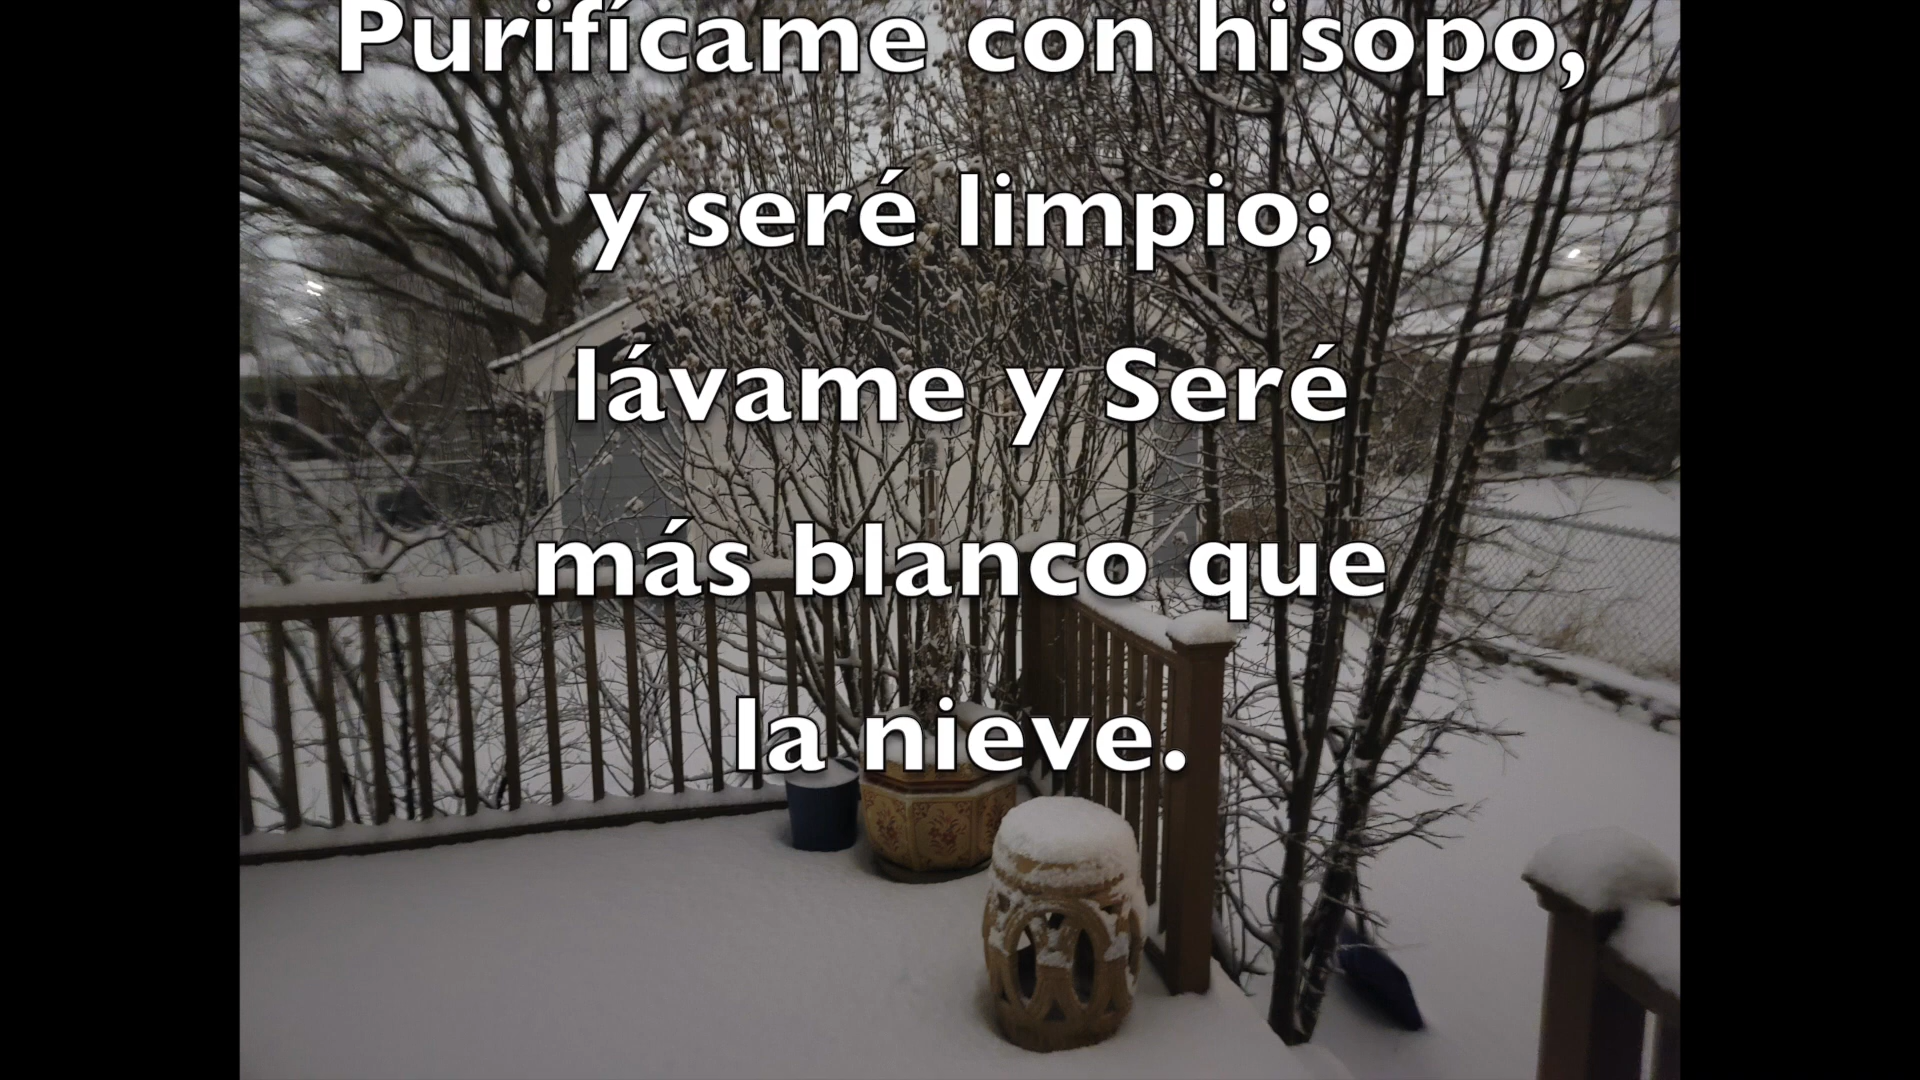 Purifícame con hisopo,
y seré limpio;
lávame y Seré
más blanco que
la nieve.